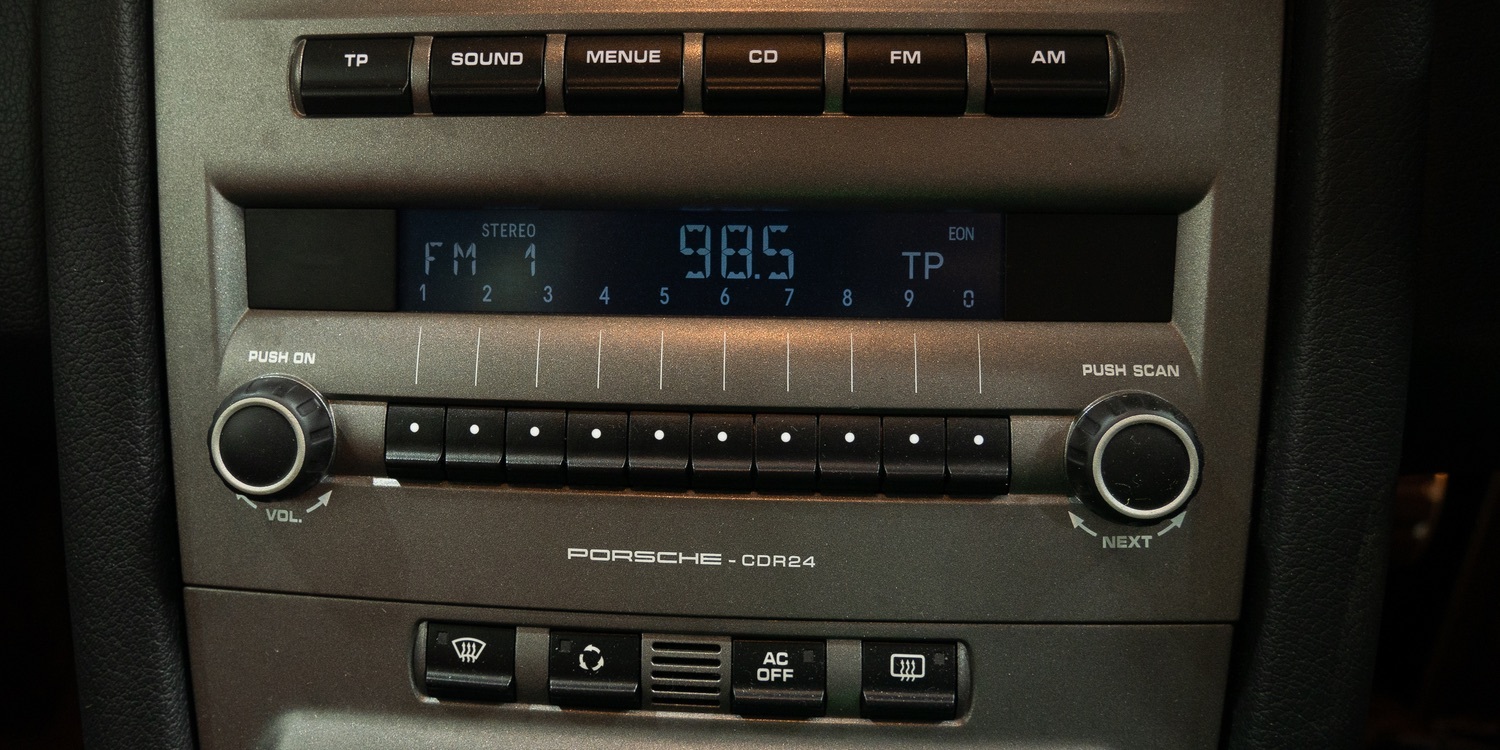 TP SOUND MENUE CD FM AM
STEREO EON
FM 1 98.5 TP
1 2 3 4 5 6 7 8 9 0
PUSH ON PUSH SCAN
VOL. NEXT
PORSCHE - CDR24
AC
OFF